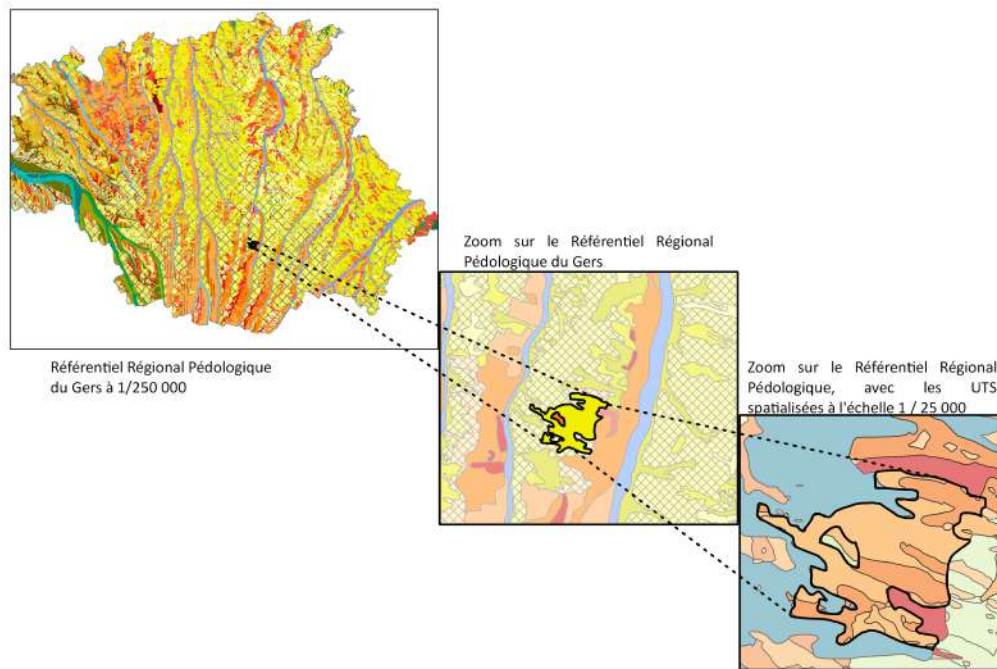 Référentiel Régional Pédologique
du Gers à 1/250 000
Zoom sur le Référentiel Régional
Pédologique du Gers
Zoom sur le Référentiel Régional
Pédologique, avec les UTS
spatialisées à l'échelle 1 / 25 000